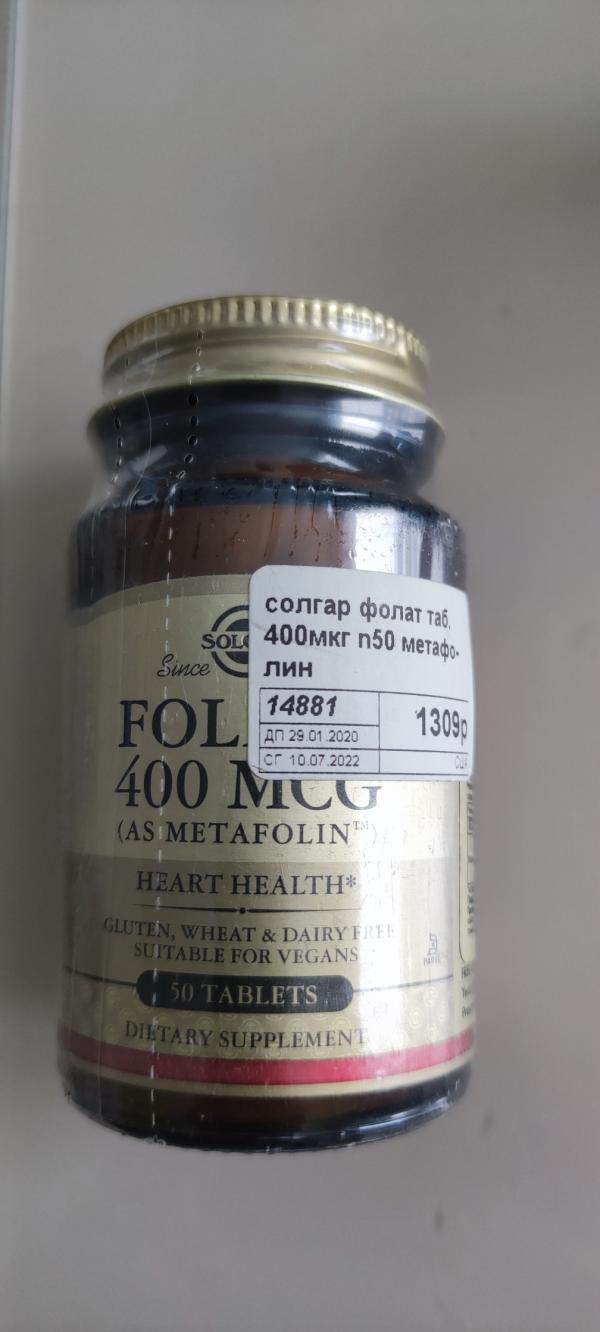 солгар фолат таб.
400мкг n50 метафо-
лин
14881
1309р
ДП 29.01.2020
СГ 10.07.2022
США
Since
400 MCG
(AS METAFOLIN™)
HEART HEALTH*
GLUTEN, WHEAT & DAIRY FREE
SUITABLE FOR VEGANS
50 TABLETS
DIETARY SUPPLEMENT